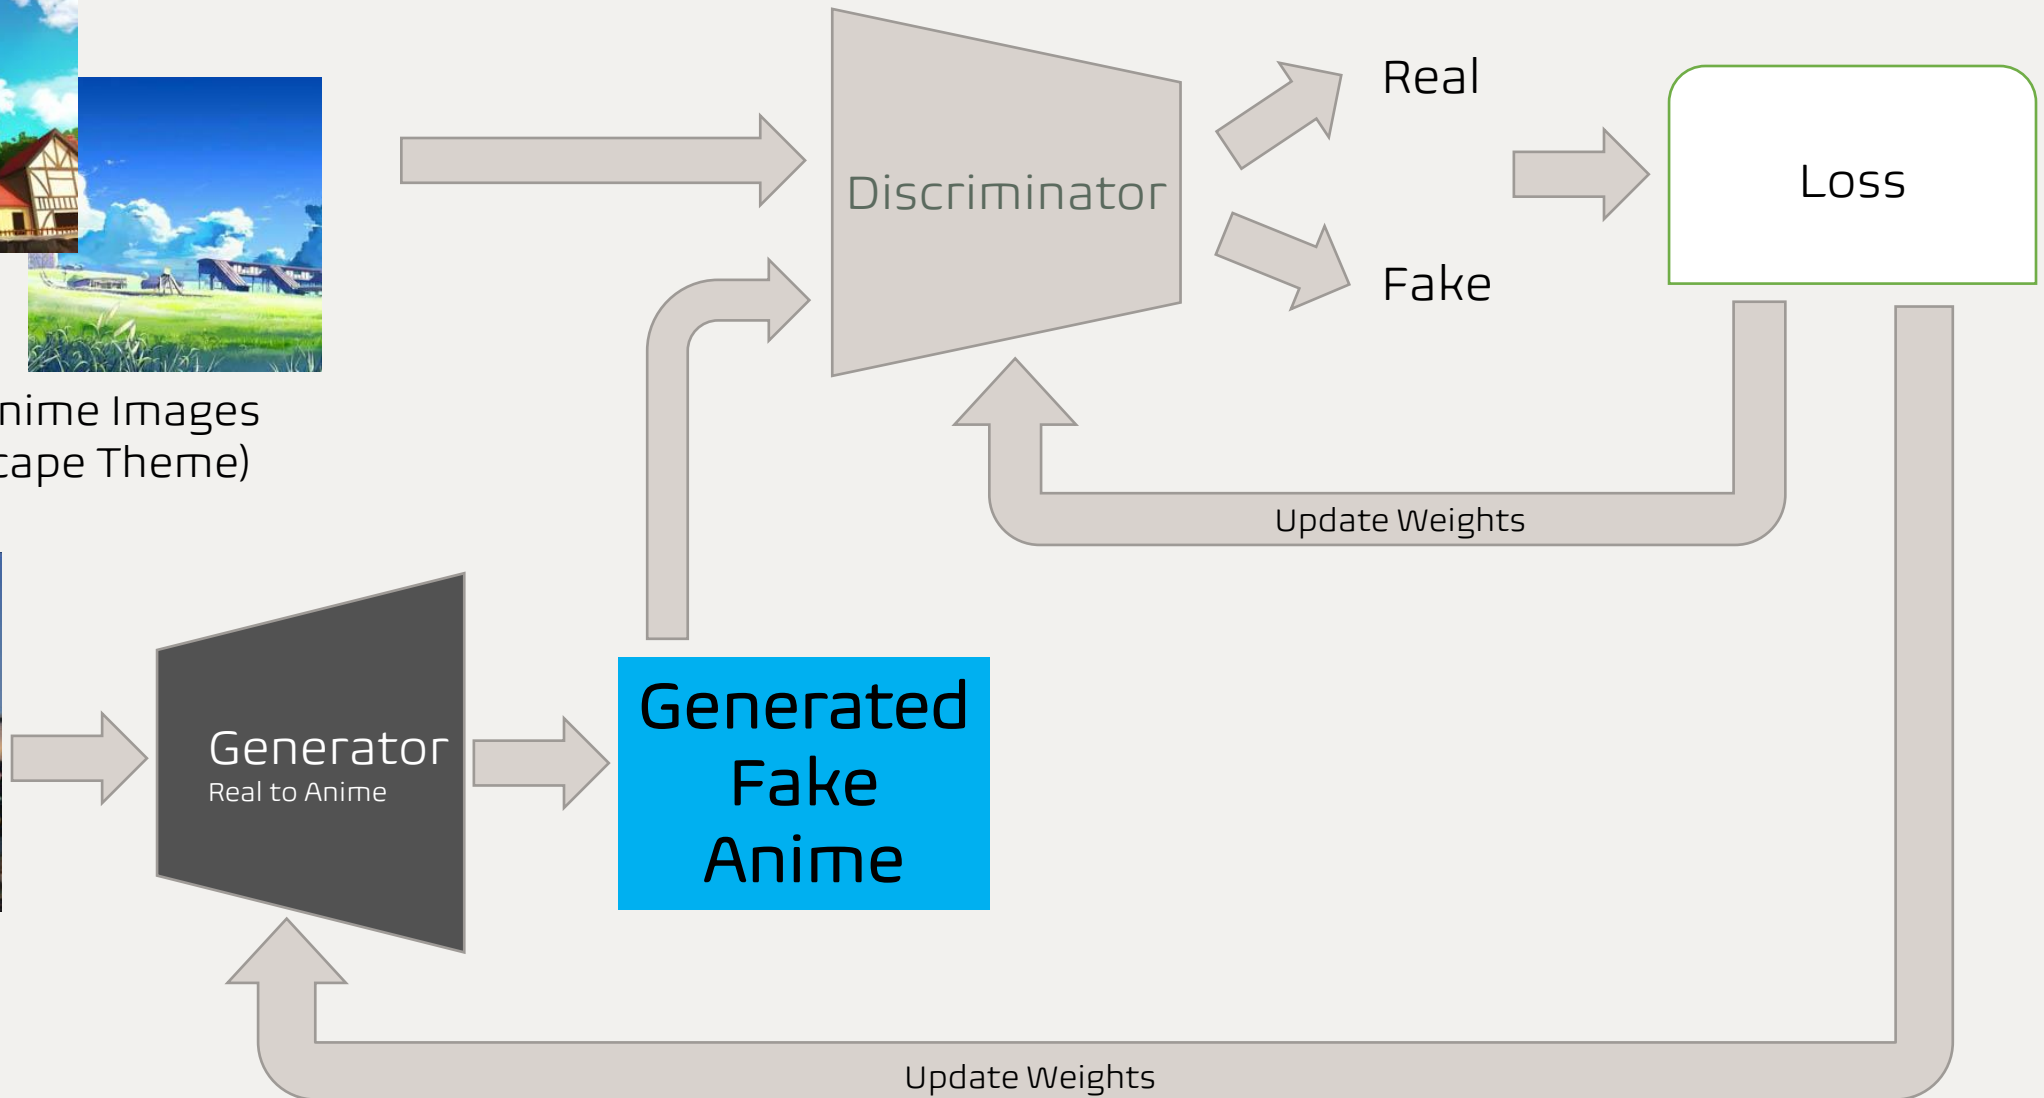 Real
Discriminator
Loss
Fake
nime Images
cape Theme)
Update Weights
Generator
Real to Anime
Generated
Fake
Anime
Update Weights